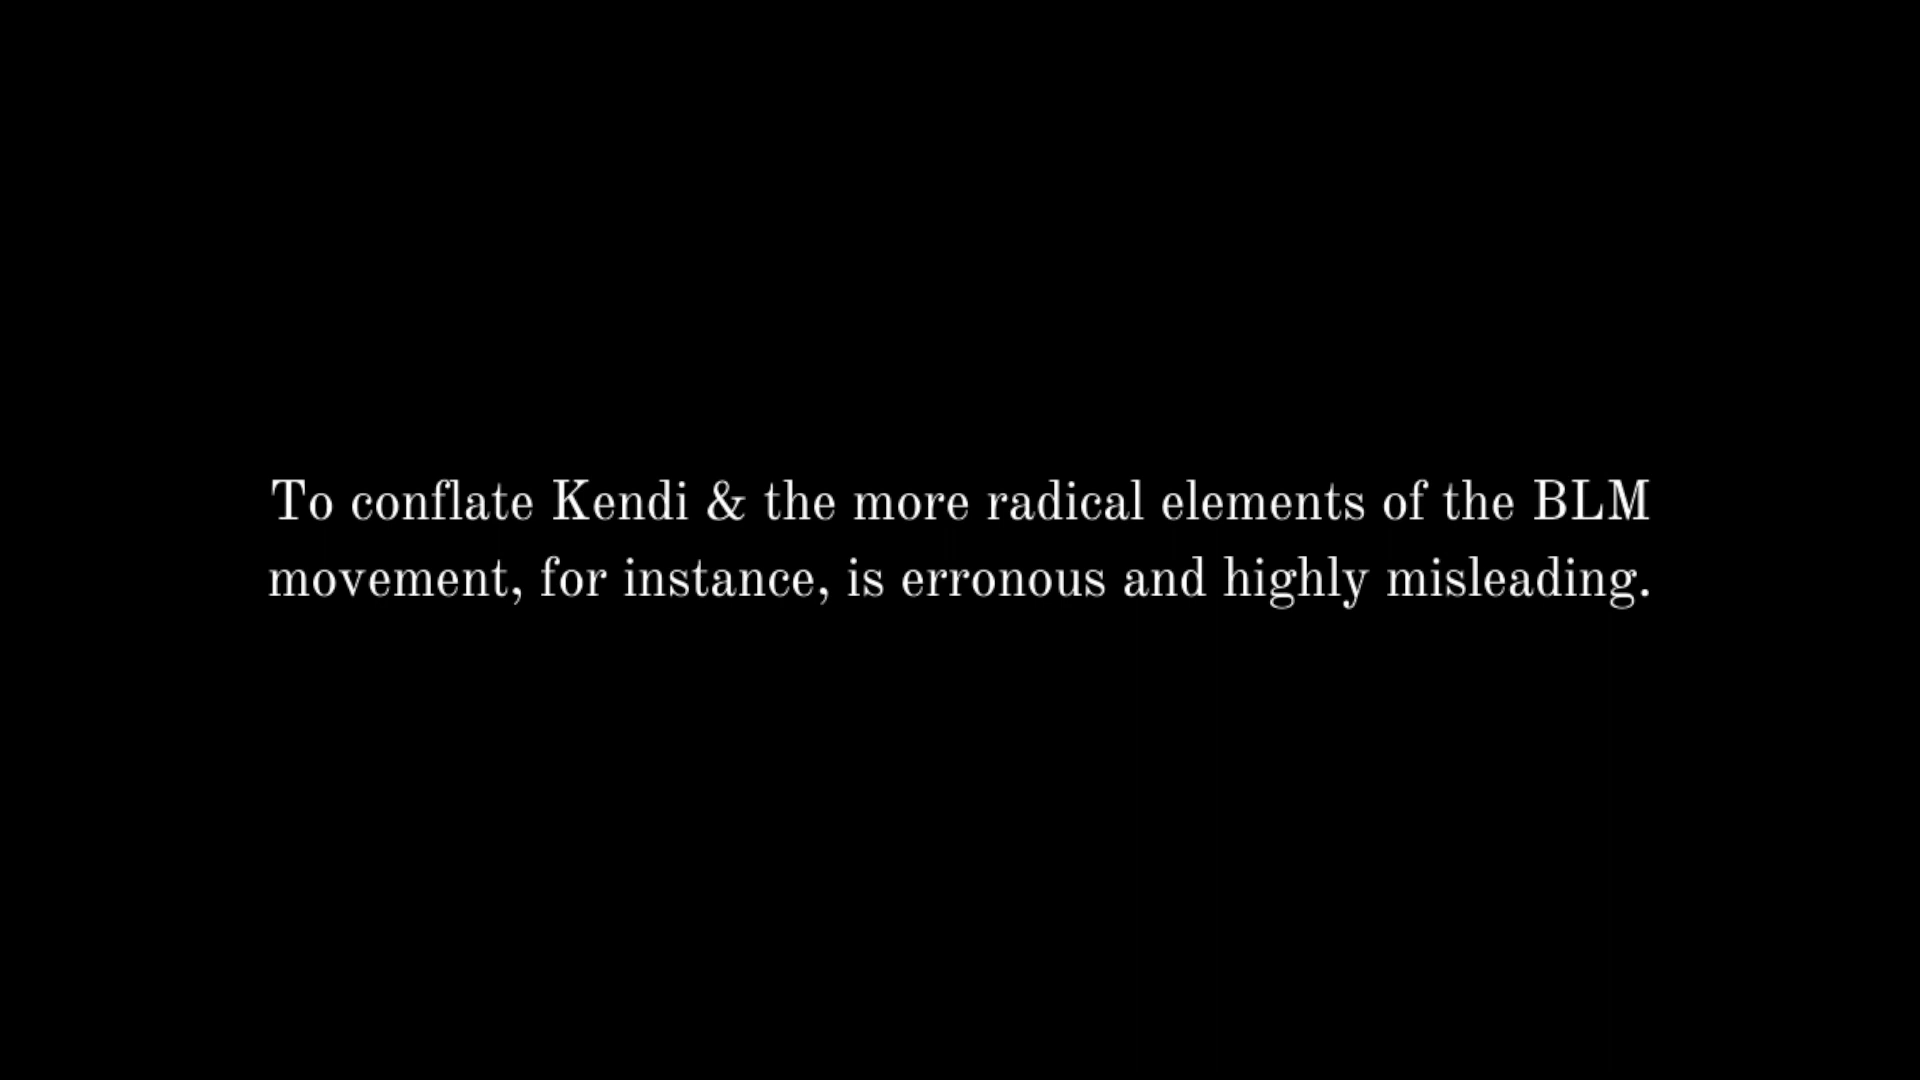 To conflate Kendi & the more radical elements of the BLM
movement, for instance, is erronous and highly misleading.